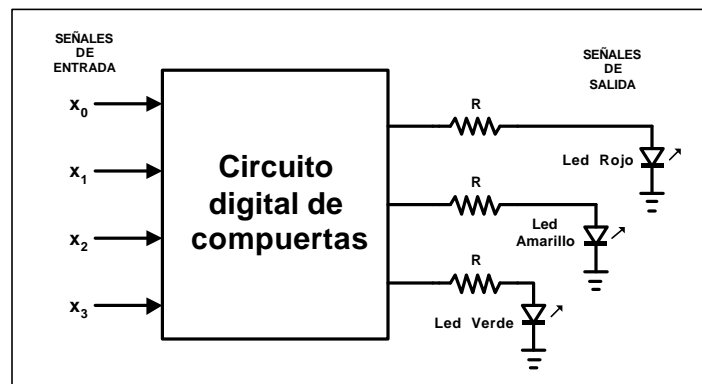 SEÑALES
DE
ENTRADA
x0
x1
x2
x3
Circuito
digital de
compuertas
SEÑALES
DE
SALIDA
R
Led Rojo
R
Led
Amarillo
R
Led Verde